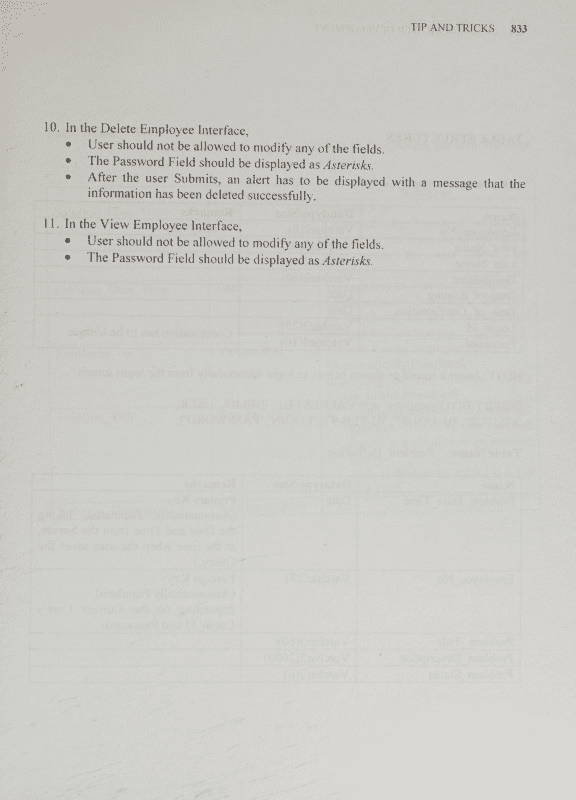 TIP AND TRICKS 833
10. In the Delete Employee Interface,
• User should not be allowed to modify any of the fields.
• The Password Field should be displayed as Asterisks.
• After the user Submits, an alert has to be displayed with a message that the
information has been deleted successfully.
11. In the View Employee Interface,
• User should not be allowed to modify any of the fields.
• The Password Field should be displayed as Asterisks.